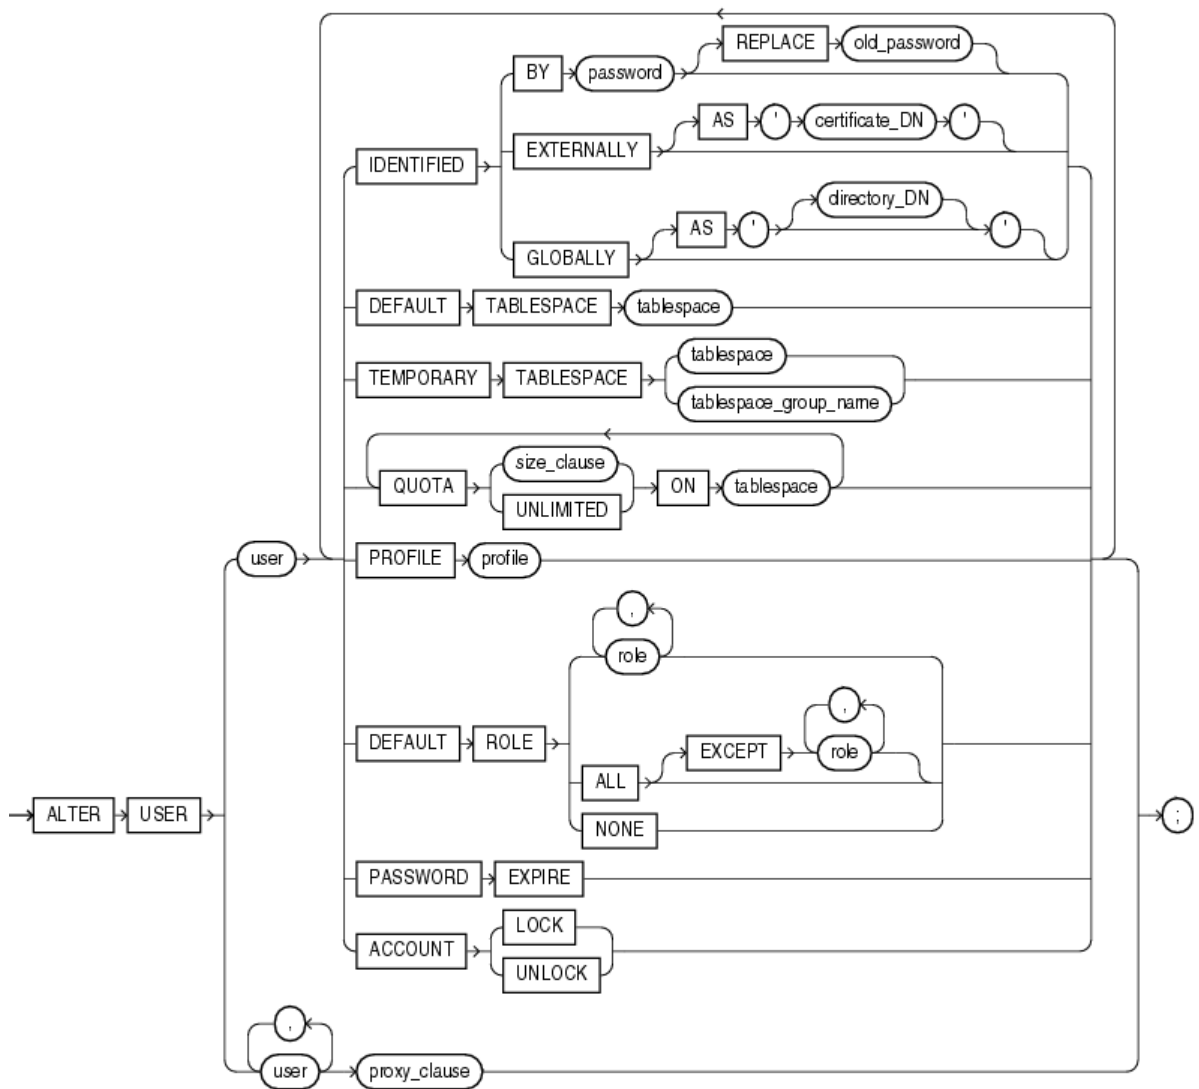 REPLACE old_password
BY password
AS ' certificate_DN '
EXTERNALLY
IDENTIFIED
directory_DN
AS ' '
GLOBALLY
DEFAULT TABLESPACE tablespace
tablespace
TEMPORARY TABLESPACE
tablespace_group_name
size_clause
QUOTA ON tablespace
UNLIMITED
user PROFILE profile
,
role
,
DEFAULT ROLE EXCEPT role
ALL
ALTER USER ;
NONE
PASSWORD EXPIRE
LOCK
ACCOUNT
UNLOCK
,
user proxy_clause